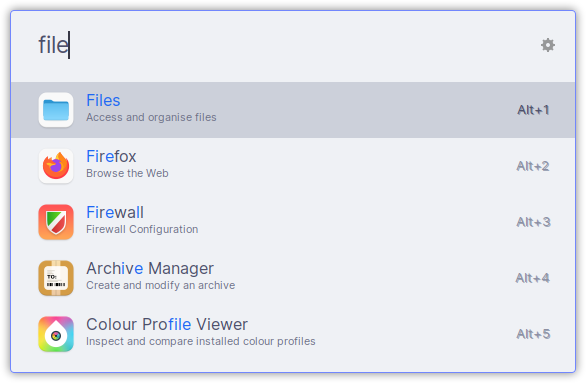 file
Files
Access and organise files
Alt+1
Firefox
Browse the Web
Alt+2
Firewall
Firewall Configuration
Alt+3
TO:
Archive Manager
Create and modify an archive
Alt+4
Colour Profile Viewer
Inspect and compare installed colour profiles
Alt+5